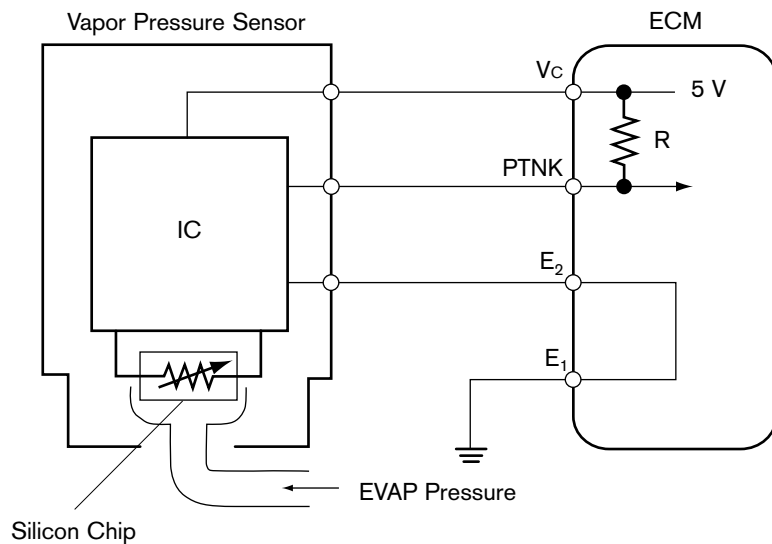 Vapor Pressure Sensor
ECM
VC
5 V
R
PTNK
IC
E2
E1
EVAP Pressure
Silicon Chip